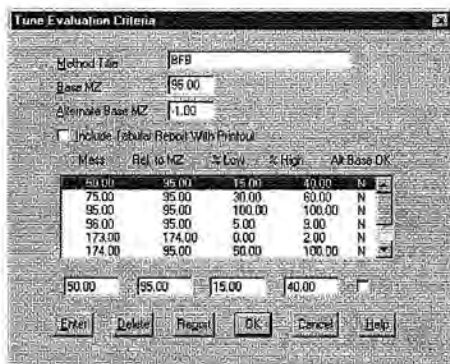 Tune Evaluation Criteria
Method Title BFB
Base MZ 95.00
Alternate Base MZ -1.00
Include Tabular Report With Printout
Mass Rel. to MZ % Low % High Alt Base OK
50.00 95.00 15.00 40.00 N
75.00 95.00 30.00 60.00 N
95.00 95.00 100.00 100.00 N
96.00 95.00 5.00 9.00 N
173.00 174.00 0.00 2.00 N
174.00 95.00 50.00 100.00 N
50.00 95.00 15.00 40.00
Enter Delete Report OK Cancel Help